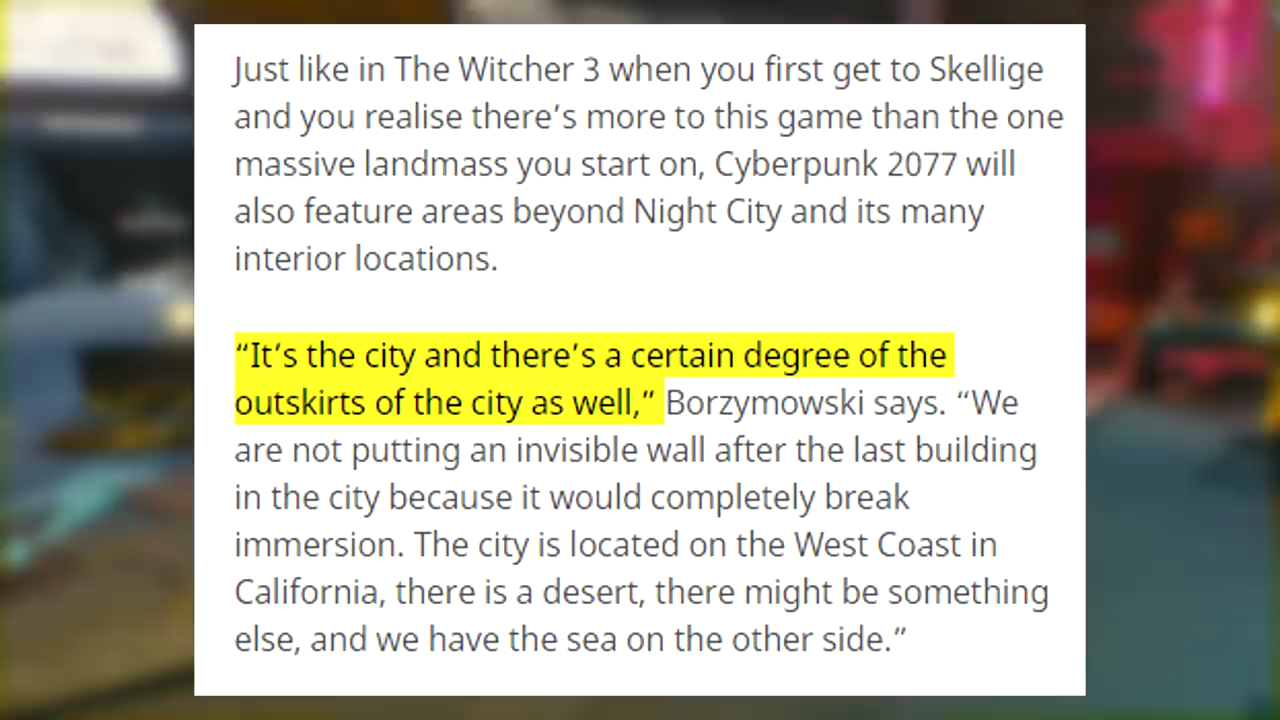 Just like in The Witcher 3 when you first get to Skellige
and you realise there’s more to this game than the one
massive landmass you start on, Cyberpunk 2077 will
also feature areas beyond Night City and its many
interior locations.
“It’s the city and there’s a certain degree of the
outskirts of the city as well,” Borzymowski says. “We
are not putting an invisible wall after the last building
in the city because it would completely break
immersion. The city is located on the West Coast in
California, there is a desert, there might be something
else, and we have the sea on the other side.”